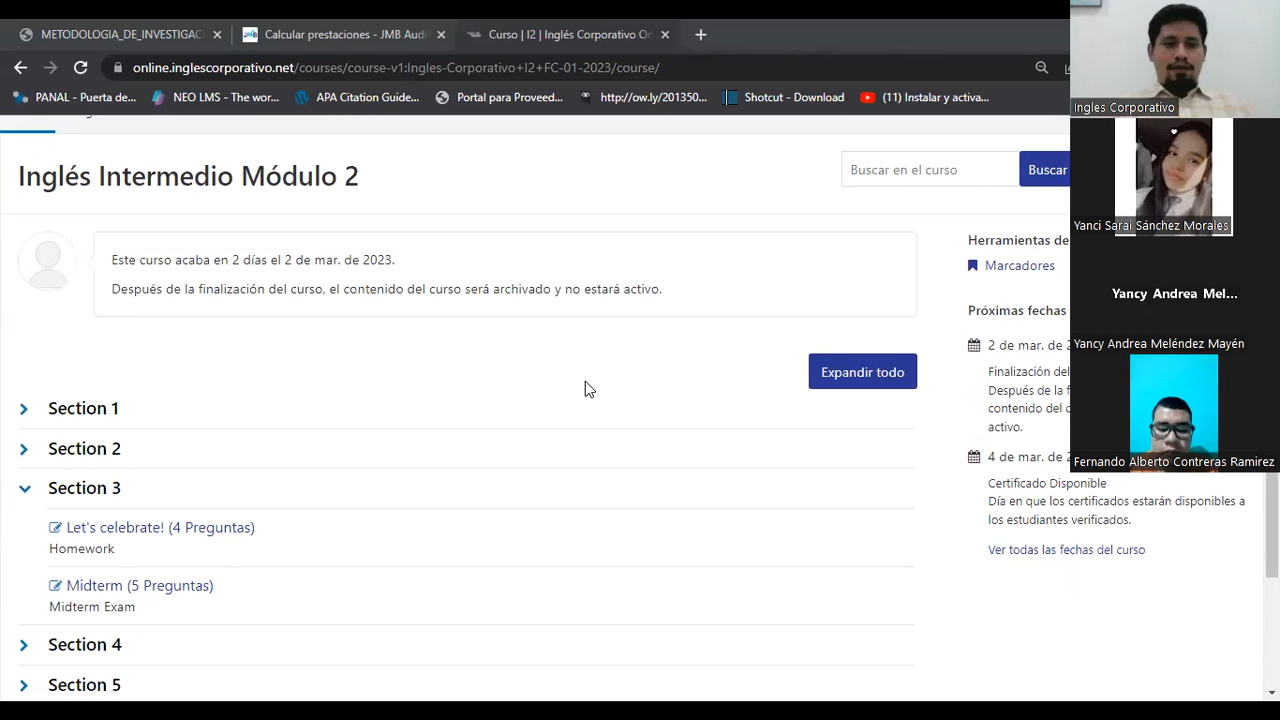 METODOLOGIA_DE_INVESTIGAC
Calcular prestaciones - JMB Aud
Curso | I2 | Inglés Corporativo On
online.inglescorporativo.net/courses/course-v1:Ingles-Corporativo+I2+FC-01-2023/course/
PANAL - Puerta de...
NEO LMS - The wor...
APA Citation Guide...
Portal para Proveed...
http://ow.ly/201350...
Shotcut - Download
(11) Instalar y activa...
Inglés Intermedio Módulo 2
Buscar en el curso
Buscar
Este curso acaba en 2 días el 2 de mar. de 2023.
Después de la finalización del curso, el contenido del curso será archivado y no estará activo.
Expandir todo
Section 1
Section 2
Section 3
Let's celebrate! (4 Preguntas)
Homework
Midterm (5 Preguntas)
Midterm Exam
Section 4
Section 5
Herramientas de
Marcadores
Próximas fechas
2 de mar. de 2
Finalización del
Después de la f
contenido del c
activo.
4 de mar. de 2
Certificado Disponible
Día en que los certificados estarán disponibles a
los estudiantes verificados.
Ver todas las fechas del curso
Ingles Corporativo
Yanci Sarai Sánchez Morales
Yancy Andrea Mel...
Yancy Andrea Meléndez Mayén
Fernando Alberto Contreras Ramirez